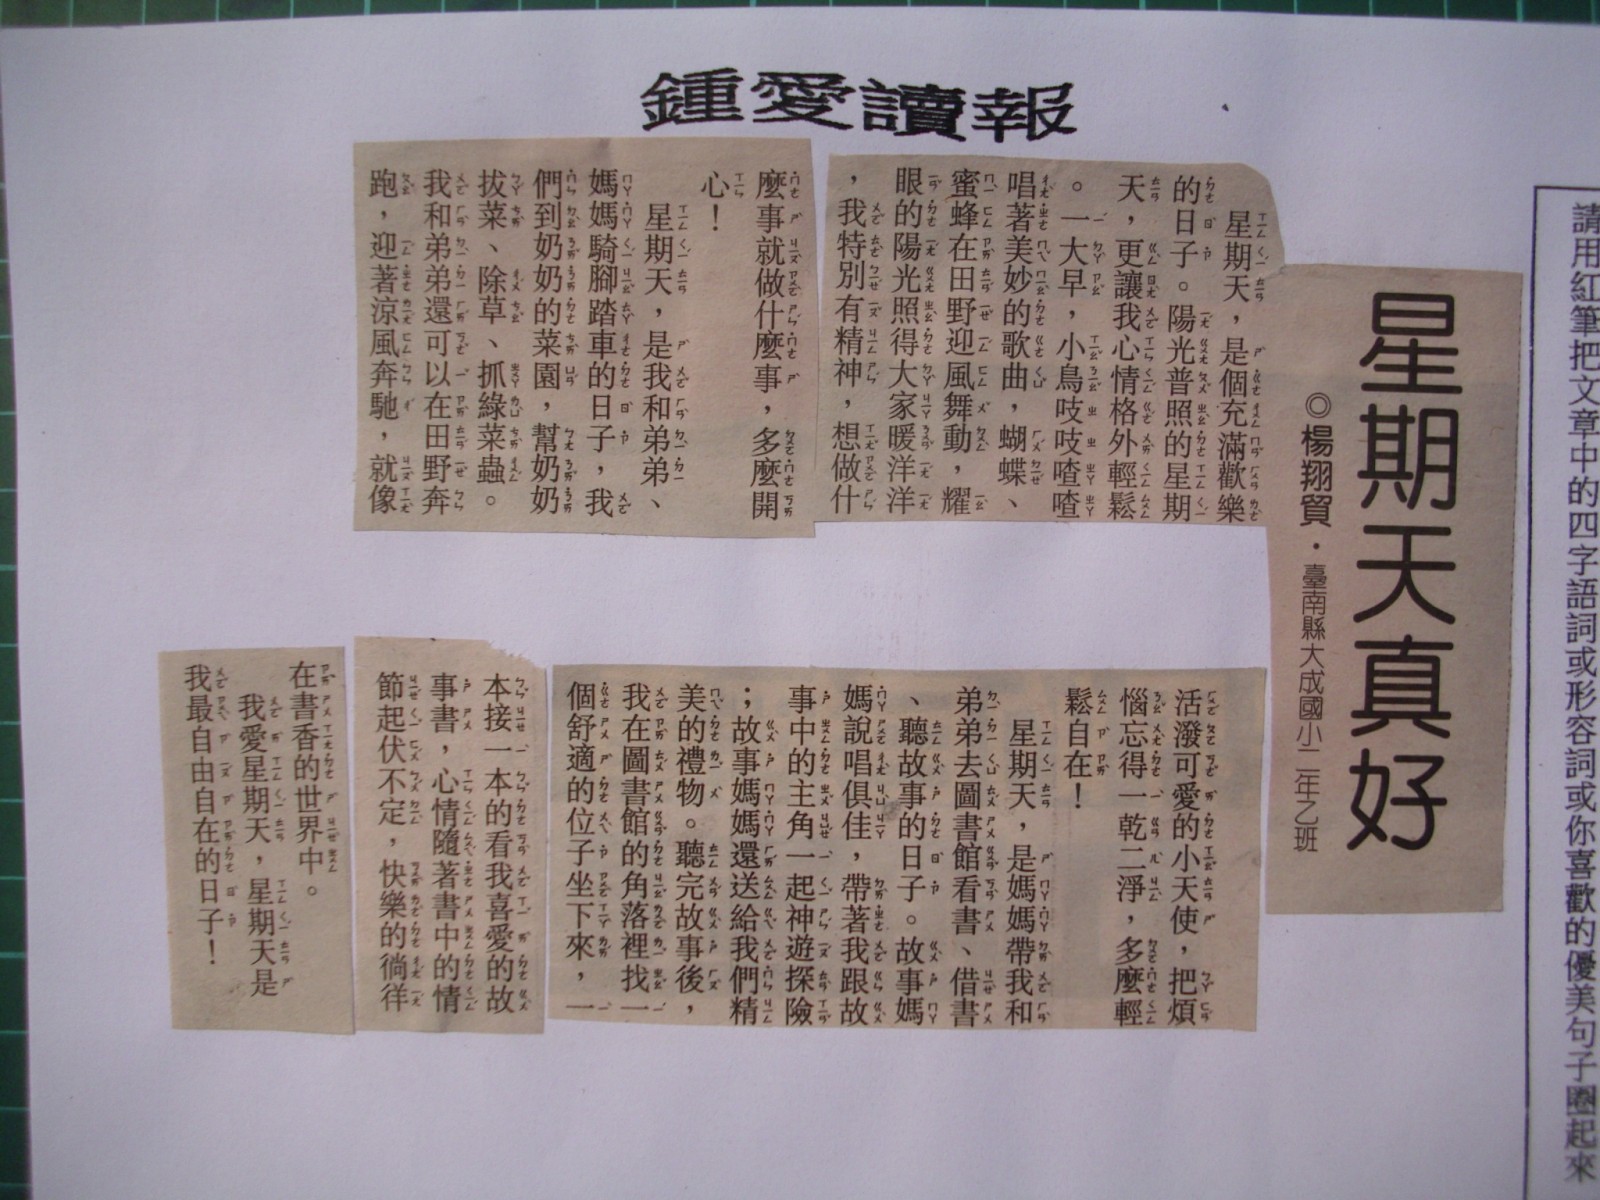 鍾愛讀報
請用紅筆把文章中的四字語詞或形容詞或你喜歡的優美句子圈起來
星期天真好
◎楊翔貿・臺南縣大成國小二年乙班
星期天，是個充滿歡樂
的日子。陽光普照的星期
天，更讓我心情格外輕鬆
。一大早，小鳥吱吱喳喳
唱著美妙的歌曲，蝴蝶、
蜜蜂在田野迎風舞動，耀
眼的陽光照得大家暖洋洋
，我特別有精神，想做什
麼事就做什麼事，多麼開
心！
星期天，是我和弟弟、
媽媽騎腳踏車的日子，我
們到奶奶的菜園，幫奶奶
拔菜、除草、抓綠菜蟲。
我和弟弟還可以在田野奔
跑，迎著涼風奔馳，就像
活潑可愛的小天使，把煩
惱忘得一乾二淨，多麼輕
鬆自在！
星期天，是媽媽帶我和
弟弟去圖書館看書、借書
、聽故事的日子。故事媽
媽說唱俱佳，帶著我跟故
事中的主角一起神遊探險
；故事媽媽還送給我們精
美的禮物。聽完故事後，
我在圖書館的角落裡找一
個舒適的位子坐下來，一
本接一本的看我喜愛的故
事書，心情隨著書中的情
節起伏不定，快樂的徜徉
在書香的世界中。
我愛星期天，星期天是
我最自由自在的日子！